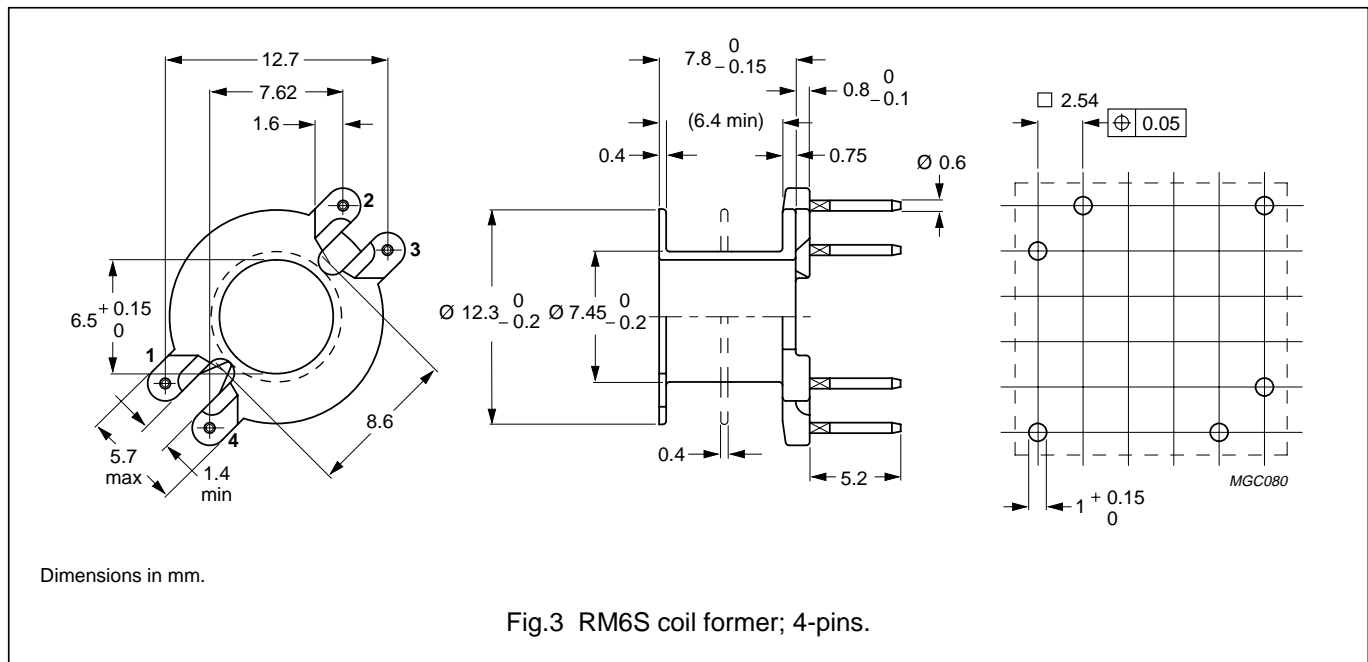 12.7
7.62
1.6
2
3
6.5 + 0.15 0
1
4
5.7 max
1.4 min
8.6
7.8 0 − 0.15
0.8 0 − 0.1
(6.4 min)
0.4
0.75
Ø 0.6
Ø 12.3 0 − 0.2
Ø 7.45 0 − 0.2
0.4
5.2
□ 2.54
⌖ 0.05
MGC080
1 + 0.15 0
Dimensions in mm.
Fig.3 RM6S coil former; 4-pins.